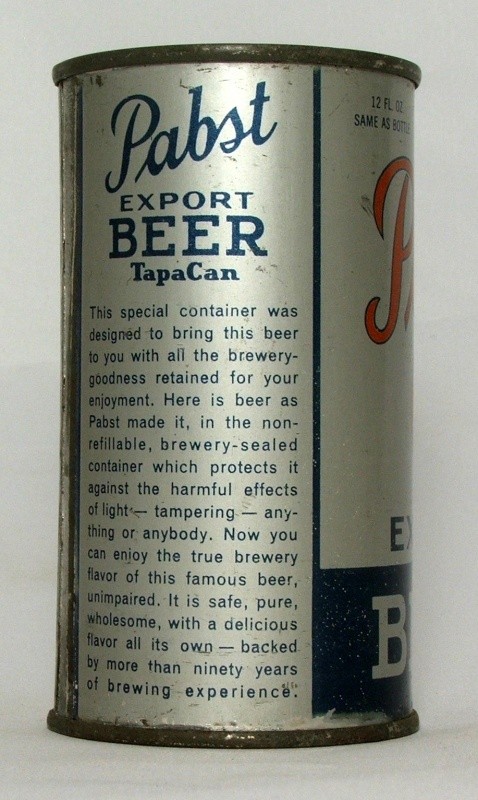 Pabst
EXPORT
BEER
TapaCan
This special container was
designed to bring this beer
to you with all the brewery-
goodness retained for your
enjoyment. Here is beer as
Pabst made it, in the non-
refillable, brewery-sealed
container which protects it
against the harmful effects
of light — tampering — any-
thing or anybody. Now you
can enjoy the true brewery
flavor of this famous beer,
unimpaired. It is safe, pure,
wholesome, with a delicious
flavor all its own — backed
by more than ninety years
of brewing experience.
12 FL. OZ.
SAME AS BOTTLE
P
EX
B